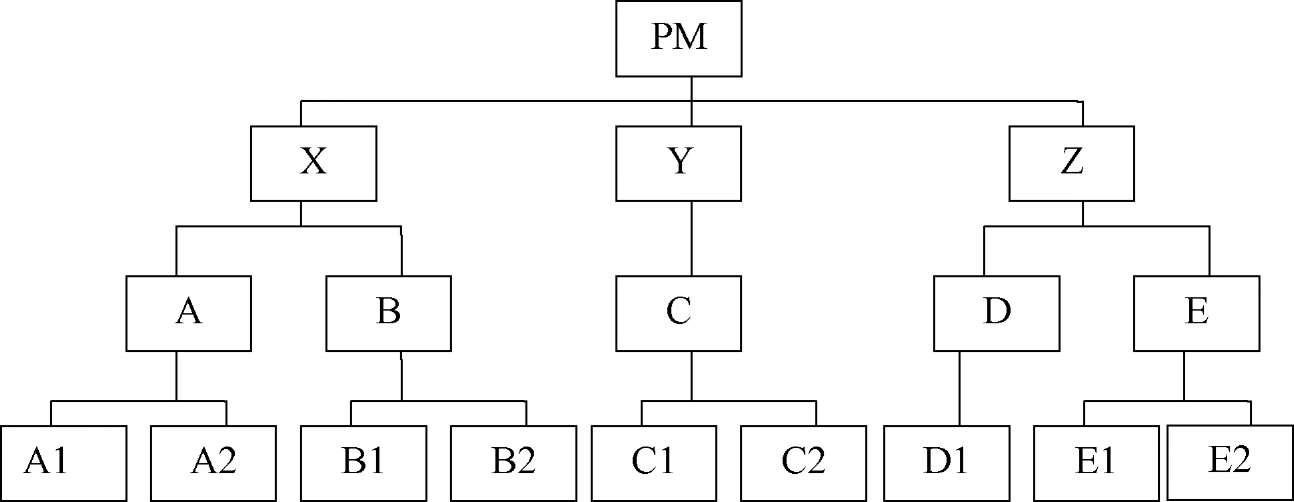 PM
X Y Z
A B C D E
A1 A2 B1 B2 C1 C2 D1 E1 E2